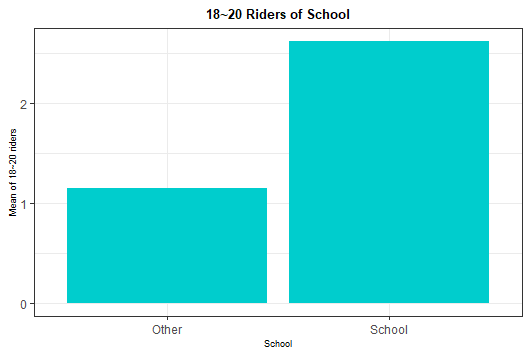 18~20 Riders of School
Mean of 18~20 riders
2
1
0
Other
School
School